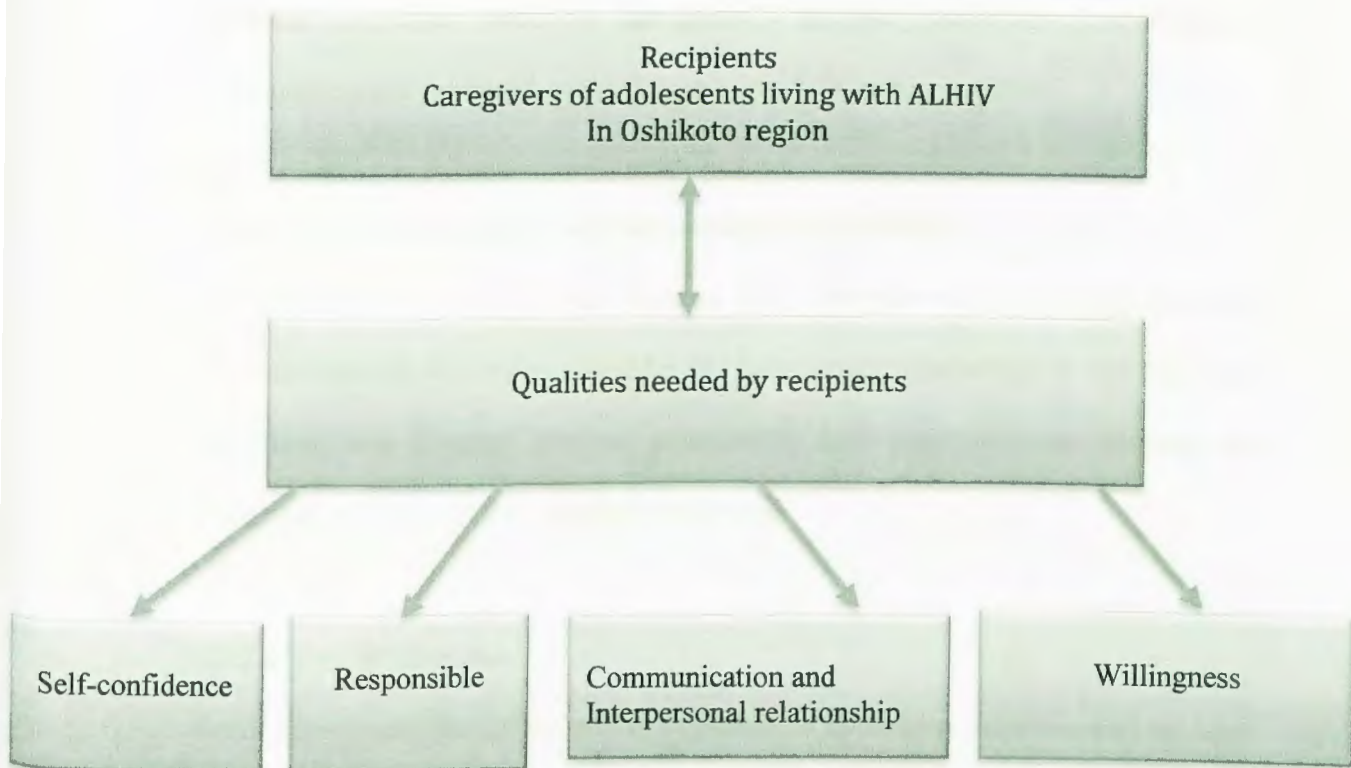 Recipients
Caregivers of adolescents living with ALHIV
In Oshikoto region
Qualities needed by recipients
Self-confidence
Responsible
Communication and
Interpersonal relationship
Willingness